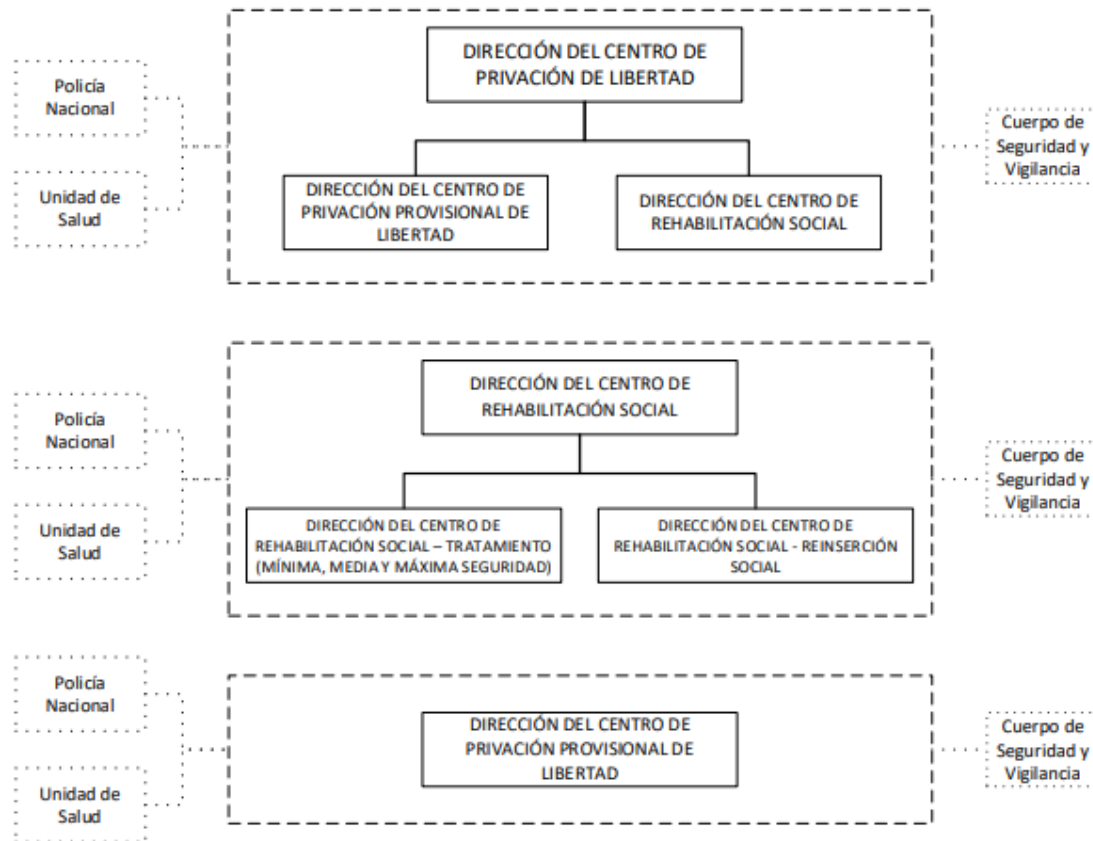 DIRECCIÓN DEL CENTRO DE
PRIVACIÓN DE LIBERTAD
Policía
Nacional
Unidad de
Salud
Cuerpo de
Seguridad y
Vigilancia
DIRECCIÓN DEL CENTRO DE
PRIVACIÓN PROVISIONAL DE
LIBERTAD
DIRECCIÓN DEL CENTRO DE
REHABILITACIÓN SOCIAL
DIRECCIÓN DEL CENTRO DE
REHABILITACIÓN SOCIAL
Policía
Nacional
Unidad de
Salud
Cuerpo de
Seguridad y
Vigilancia
DIRECCIÓN DEL CENTRO DE
REHABILITACIÓN SOCIAL – TRATAMIENTO
(MÍNIMA, MEDIA Y MÁXIMA SEGURIDAD)
DIRECCIÓN DEL CENTRO DE
REHABILITACIÓN SOCIAL - REINSERCIÓN
SOCIAL
Policía
Nacional
Unidad de
Salud
DIRECCIÓN DEL CENTRO DE
PRIVACIÓN PROVISIONAL DE
LIBERTAD
Cuerpo de
Seguridad y
Vigilancia